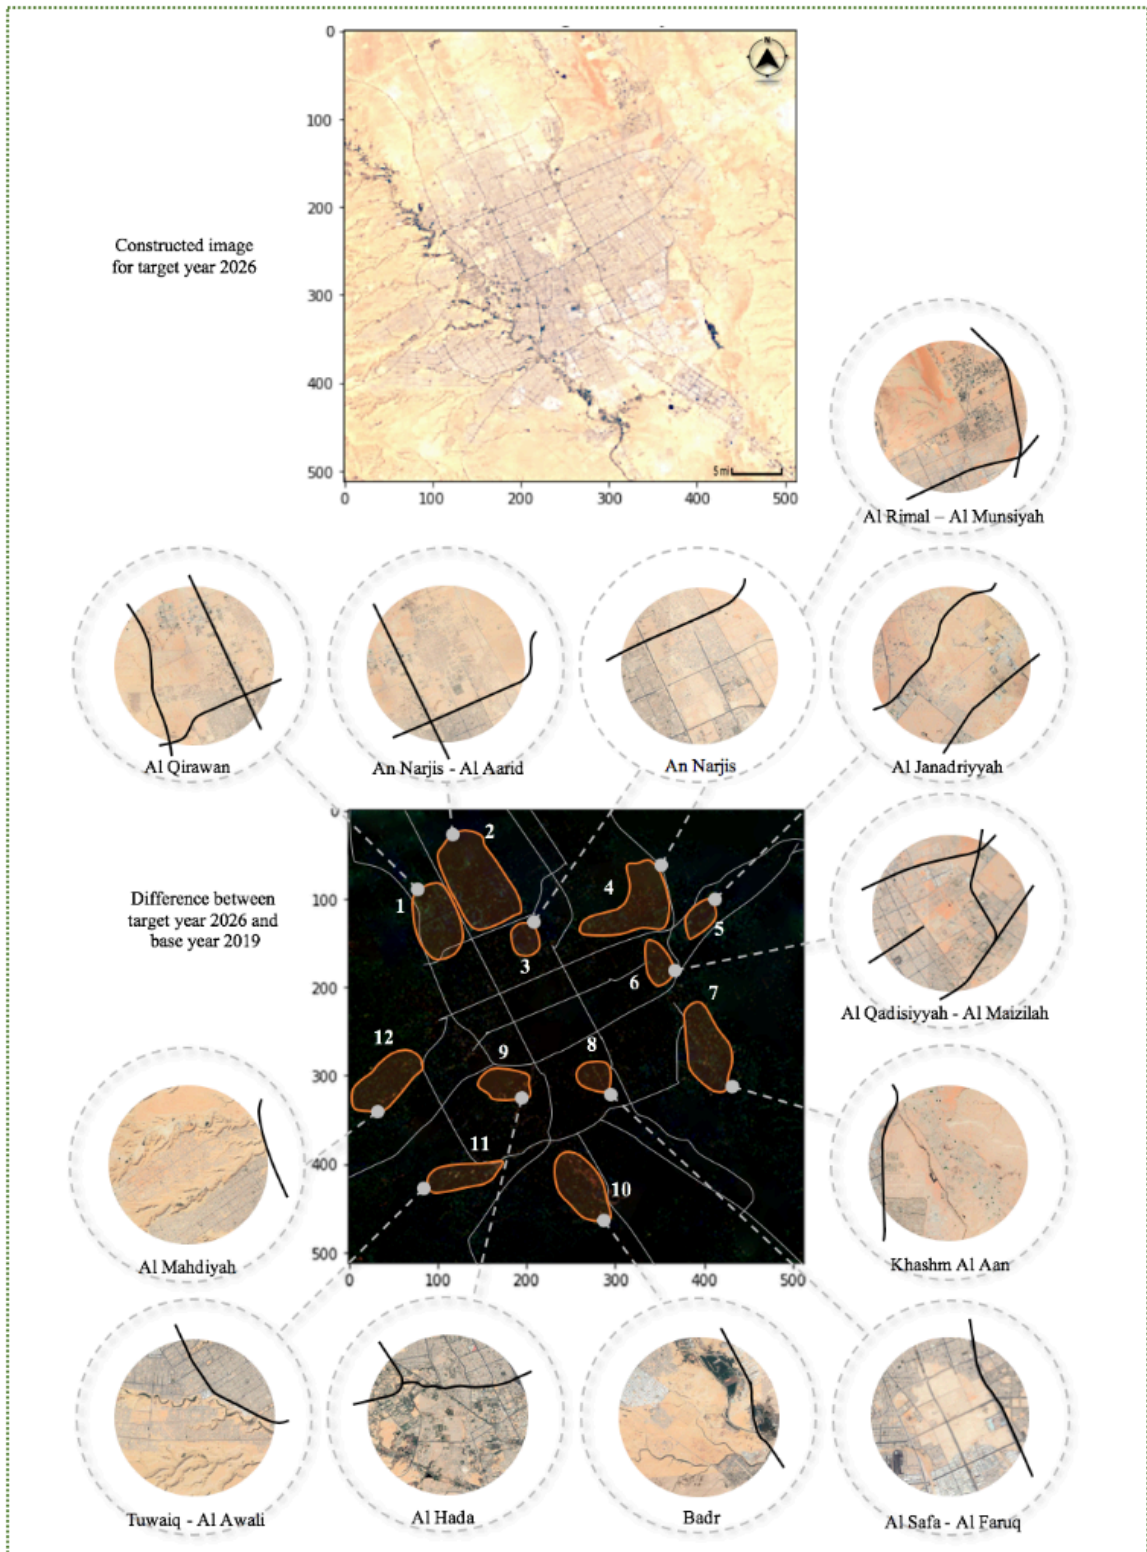 0
N
100
200
Constructed image
for target year 2026
300
400
500
5 mi
0 100 200 300 400 500
Al Rimal – Al Munsiyah
Al Qirawan
An Narjis - Al Aarid
An Narjis
Al Janadriyyah
0
2
4
Difference between
target year 2026 and
base year 2019
100
1
5
3
6
200
7
Al Qadisiyyah - Al Maizilah
12
9
8
300
400
11
10
500
0 100 200 300 400 500
Al Mahdiyah
Khashm Al Aan
Tuwaiq - Al Awali
Al Hada
Badr
Al Safa - Al Faruq